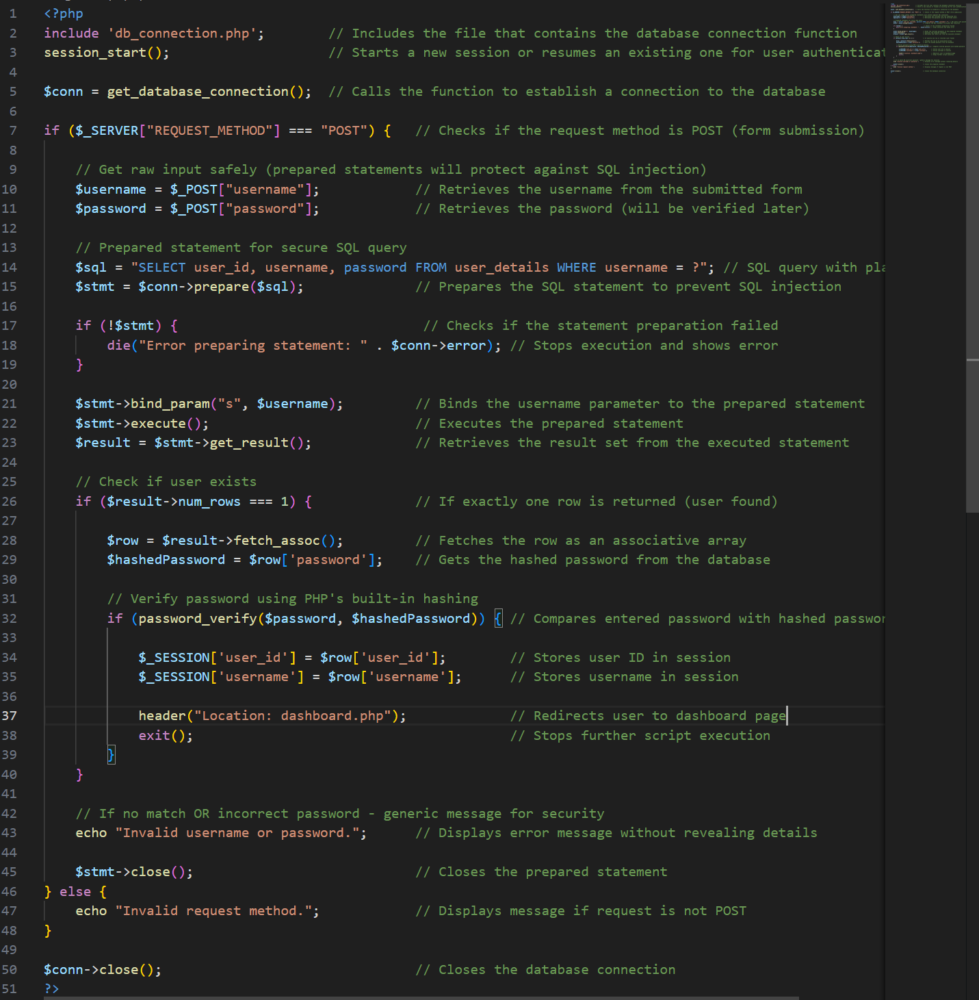 1 <?php
2 include 'db_connection.php'; // Includes the file that contains the database connection function
3 session_start(); // Starts a new session or resumes an existing one for user
4
5 $conn = get_database_connection(); // Calls the function to establish a connection to the database
6
7 if ($_SERVER["REQUEST_METHOD"] === "POST") { // Checks if the request method is POST (form submission)
8
9 // Get raw input safely (prepared statements will protect against SQL injection)
10 $username = $_POST["username"]; // Retrieves the username from the submitted form
11 $password = $_POST["password"]; // Retrieves the password (will be verified later)
12
13 // Prepared statement for secure SQL query
14 $sql = "SELECT user_id, username, password FROM user_details WHERE username = ?"; // SQL query with
15 $stmt = $conn->prepare($sql); // Prepares the SQL statement to prevent SQL injection
16
17 if (!$stmt) { // Checks if the statement preparation failed
18 die("Error preparing statement: " . $conn->error); // Stops execution and shows error
19 }
20
21 $stmt->bind_param("s", $username); // Binds the username parameter to the prepared statement
22 $stmt->execute(); // Executes the prepared statement
23 $result = $stmt->get_result(); // Retrieves the result set from the executed statement
24
25 // Check if user exists
26 if ($result->num_rows === 1) { // If exactly one row is returned (user found)
27
28 $row = $result->fetch_assoc(); // Fetches the row as an associative array
29 $hashedPassword = $row['password']; // Gets the hashed password from the database
30
31 // Verify password using PHP's built-in hashing
32 if (password_verify($password, $hashedPassword)) { // Compares entered password with hashed
33
34 $_SESSION['user_id'] = $row['user_id']; // Stores user ID in session
35 $_SESSION['username'] = $row['username']; // Stores username in session
36
37 header("Location: dashboard.php"); // Redirects user to dashboard page
38 exit(); // Stops further script execution
39 }
40 }
41
42 // If no match OR incorrect password - generic message for security
43 echo "Invalid username or password."; // Displays error message without revealing details
44
45 $stmt->close(); // Closes the prepared statement
46 } else {
47 echo "Invalid request method."; // Displays message if request is not POST
48 }
49
50 $conn->close(); // Closes the database connection
51 ?>